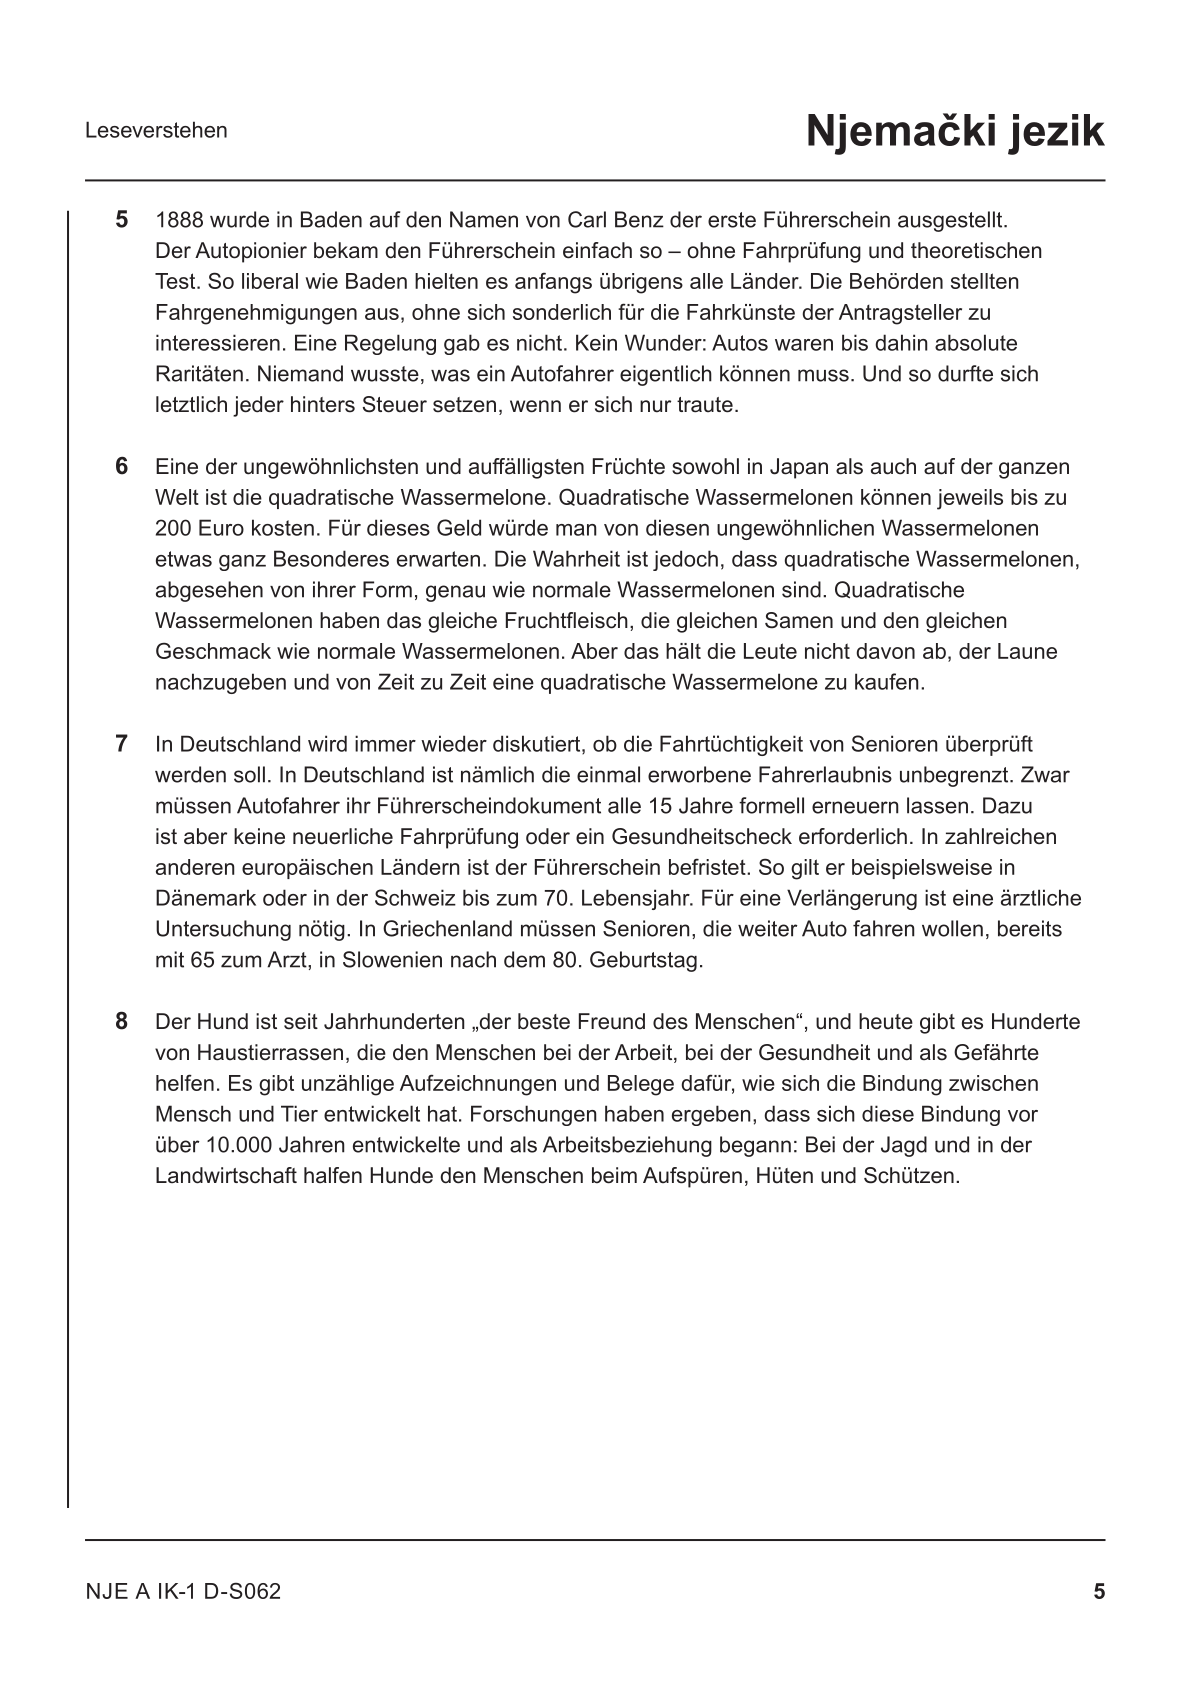 Leseverstehen
Njemački jezik
5 1888 wurde in Baden auf den Namen von Carl Benz der erste Führerschein ausgestellt.
Der Autopionier bekam den Führerschein einfach so – ohne Fahrprüfung und theoretischen
Test. So liberal wie Baden hielten es anfangs übrigens alle Länder. Die Behörden stellten
Fahrgenehmigungen aus, ohne sich sonderlich für die Fahrkünste der Antragsteller zu
interessieren. Eine Regelung gab es nicht. Kein Wunder: Autos waren bis dahin absolute
Raritäten. Niemand wusste, was ein Autofahrer eigentlich können muss. Und so durfte sich
letztlich jeder hinters Steuer setzen, wenn er sich nur traute.
6 Eine der ungewöhnlichsten und auffälligsten Früchte sowohl in Japan als auch auf der ganzen
Welt ist die quadratische Wassermelone. Quadratische Wassermelonen können jeweils bis zu
200 Euro kosten. Für dieses Geld würde man von diesen ungewöhnlichen Wassermelonen
etwas ganz Besonderes erwarten. Die Wahrheit ist jedoch, dass quadratische Wassermelonen,
abgesehen von ihrer Form, genau wie normale Wassermelonen sind. Quadratische
Wassermelonen haben das gleiche Fruchtfleisch, die gleichen Samen und den gleichen
Geschmack wie normale Wassermelonen. Aber das hält die Leute nicht davon ab, der Laune
nachzugeben und von Zeit zu Zeit eine quadratische Wassermelone zu kaufen.
7 In Deutschland wird immer wieder diskutiert, ob die Fahrtüchtigkeit von Senioren überprüft
werden soll. In Deutschland ist nämlich die einmal erworbene Fahrerlaubnis unbegrenzt. Zwar
müssen Autofahrer ihr Führerscheindokument alle 15 Jahre formell erneuern lassen. Dazu
ist aber keine neuerliche Fahrprüfung oder ein Gesundheitscheck erforderlich. In zahlreichen
anderen europäischen Ländern ist der Führerschein befristet. So gilt er beispielsweise in
Dänemark oder in der Schweiz bis zum 70. Lebensjahr. Für eine Verlängerung ist eine ärztliche
Untersuchung nötig. In Griechenland müssen Senioren, die weiter Auto fahren wollen, bereits
mit 65 zum Arzt, in Slowenien nach dem 80. Geburtstag.
8 Der Hund ist seit Jahrhunderten „der beste Freund des Menschen“, und heute gibt es Hunderte
von Haustierrassen, die den Menschen bei der Arbeit, bei der Gesundheit und als Gefährte
helfen. Es gibt unzählige Aufzeichnungen und Belege dafür, wie sich die Bindung zwischen
Mensch und Tier entwickelt hat. Forschungen haben ergeben, dass sich diese Bindung vor
über 10.000 Jahren entwickelte und als Arbeitsbeziehung begann: Bei der Jagd und in der
Landwirtschaft halfen Hunde den Menschen beim Aufspüren, Hüten und Schützen.
NJE A IK-1 D-S062
5